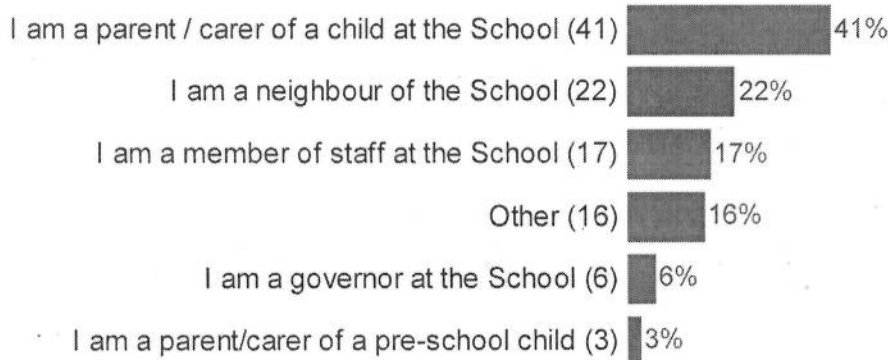 I am a parent / carer of a child at the School (41) 41%
I am a neighbour of the School (22) 22%
I am a member of staff at the School (17) 17%
Other (16) 16%
I am a governor at the School (6) 6%
I am a parent/carer of a pre-school child (3) 3%